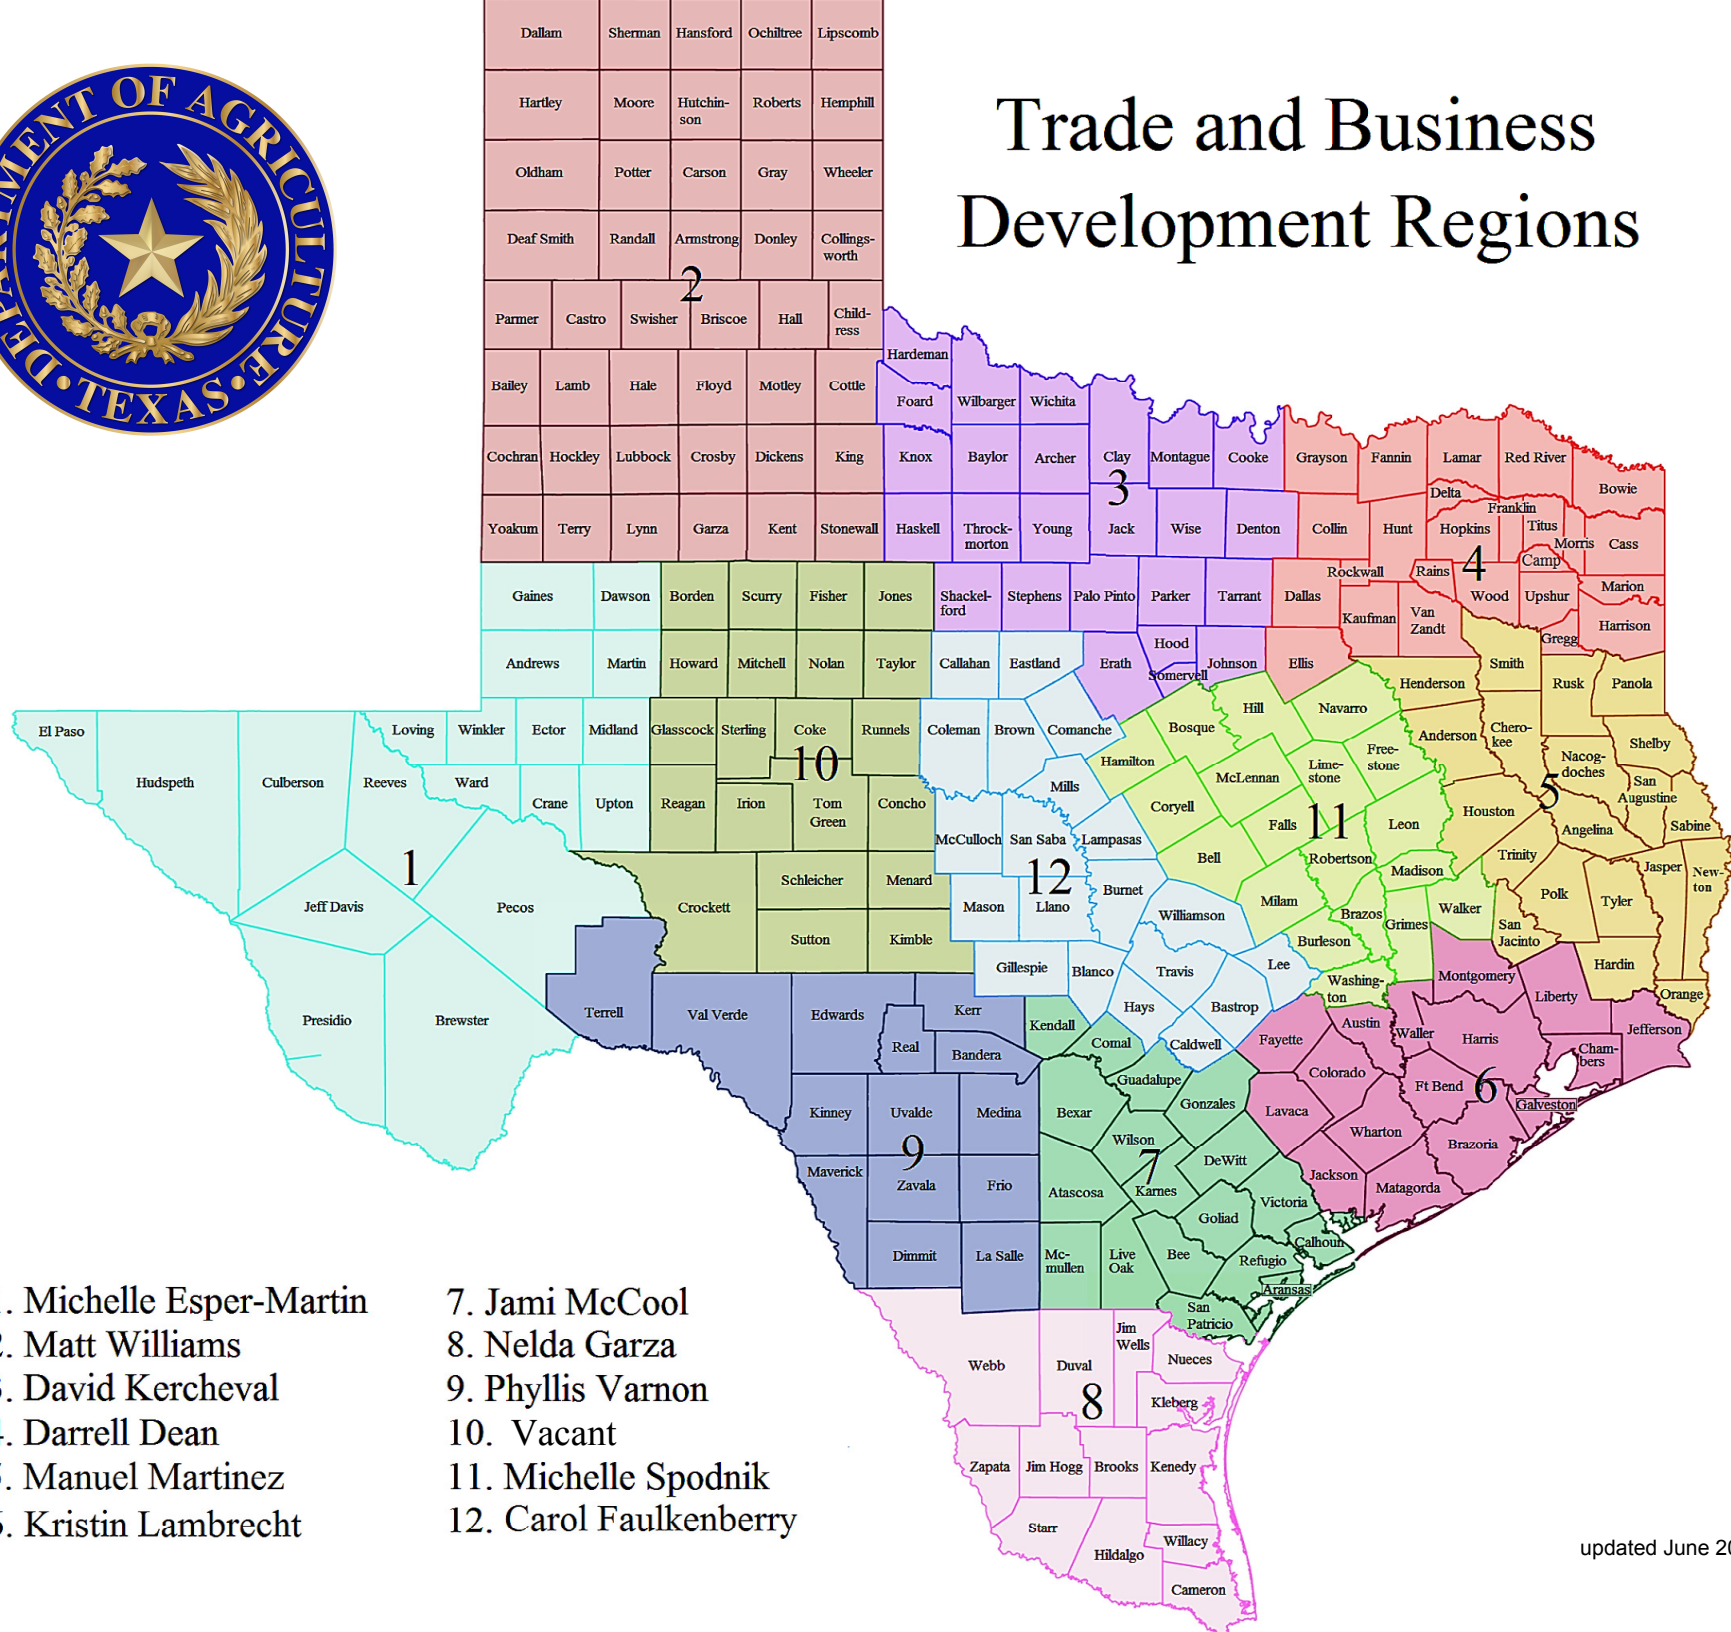 DEPARTMENT OF AGRICULTURE
• TEXAS •
Trade and Business
Development Regions
Dallam Sherman Hansford Ochiltree Lipscomb
Hartley Moore Hutchin-
son Roberts Hemphill
Oldham Potter Carson Gray Wheeler
Deaf Smith Randall Armstrong Donley Collings-
worth
2
Parmer Castro Swisher Briscoe Hall Child-
ress
Hardeman
Bailey Lamb Hale Floyd Motley Cottle Foard Wilbarger Wichita
Cochran Hockley Lubbock Crosby Dickens King Knox Baylor Archer Clay Montague Cooke Grayson Fannin Lamar Red River
3
Delta Bowie
Franklin
Yoakum Terry Lynn Garza Kent Stonewall Haskell Throck-
morton Young Jack Wise Denton Collin Hunt Hopkins Titus
Morris Cass
Camp
4
Rockwall Rains
Marion
Gaines Dawson Borden Scurry Fisher Jones Shackel-
ford Stephens Palo Pinto Parker Tarrant Dallas Wood Upshur
Kaufman Van
Zandt Harrison
Gregg
Hood
Andrews Martin Howard Mitchell Nolan Taylor Callahan Eastland Erath Johnson Ellis Smith
Somervell
Henderson Rusk Panola
Hill Navarro
El Paso Loving Winkler Ector Midland Glasscock Sterling Coke Runnels Coleman Brown Comanche Bosque
Anderson Chero-
kee Shelby
10
Hamilton Free-
stone Nacog-
doches
Hudspeth Culberson Reeves Ward McLennan Lime-
stone San
Augustine
5
Mills
Crane Upton Reagan Irion Tom
Green Concho Coryell Houston
Falls 11 Leon Angelina Sabine
McCulloch San Saba Lampasas
Bell Robertson Trinity
Madison Jasper New-
ton
1
12
Schleicher Menard Burnet
Jeff Davis Pecos Crockett Mason Llano Williamson Milam Brazos Grimes Walker Polk Tyler
San
Jacinto
Sutton Kimble Burleson
Gillespie Blanco Travis Lee Washing-
ton Montgomery Hardin
Liberty Orange
Presidio Brewster Terrell Val Verde Edwards Kerr Kendall Hays Bastrop
Austin Waller Harris Jefferson
Real Bandera Comal Caldwell Fayette Cham-
bers
Guadalupe Colorado Ft Bend 6
Kinney Uvalde Medina Bexar Gonzales Lavaca Galveston
9
Wilson Wharton Brazoria
7
DeWitt
Maverick Zavala Frio Atascosa Karnes Jackson Matagorda
Victoria
Goliad
Dimmit La Salle Mc-
mullen Live
Oak Bee Refugio Calhoun
Aransas
San
Patricio
Jim
Wells
Webb Duval Nueces
8
Kleberg
Zapata Jim Hogg Brooks Kenedy
Starr Hildalgo Willacy
Cameron
. Michelle Esper-Martin
. Matt Williams
. David Kercheval
. Darrell Dean
. Manuel Martinez
. Kristin Lambrecht
7. Jami McCool
8. Nelda Garza
9. Phyllis Varnon
10. Vacant
11. Michelle Spodnik
12. Carol Faulkenberry
updated June 20